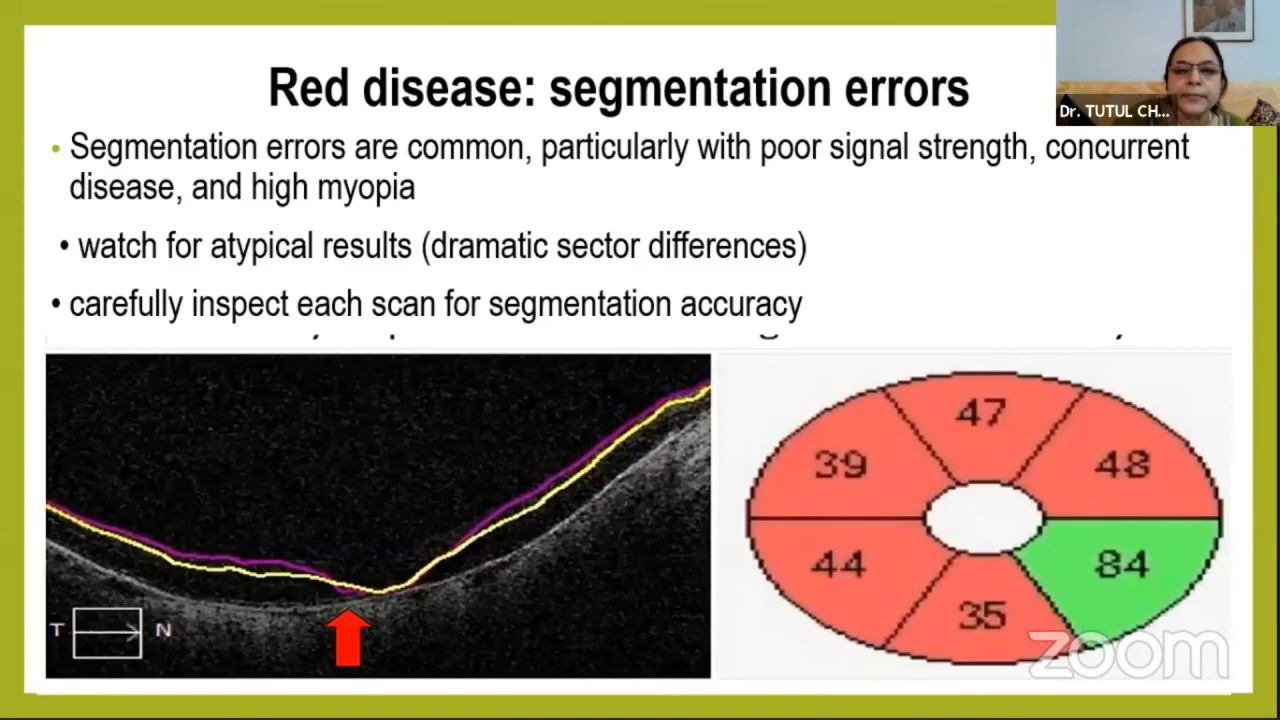 Red disease: segmentation errors
Dr. TUTUL CH...
• Segmentation errors are common, particularly with poor signal strength, concurrent
disease, and high myopia
• watch for atypical results (dramatic sector differences)
• carefully inspect each scan for segmentation accuracy
47
39
48
44
84
35
T N
zoom